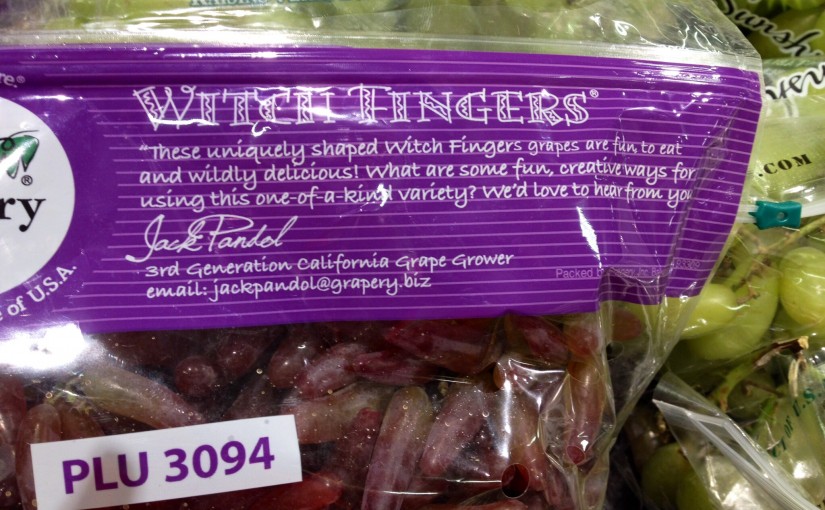 WITCH FINGERS®
"These uniquely shaped Witch Fingers grapes are fun to eat
and wildly delicious! What are some fun, creative ways for
using this one-of-a-kind variety? We'd love to hear from you
Jack Pandol
3rd Generation California Grape Grower
email: jackpandol@grapery.biz
Packed
ry
®
of U.S.A.
PLU 3094
.COM